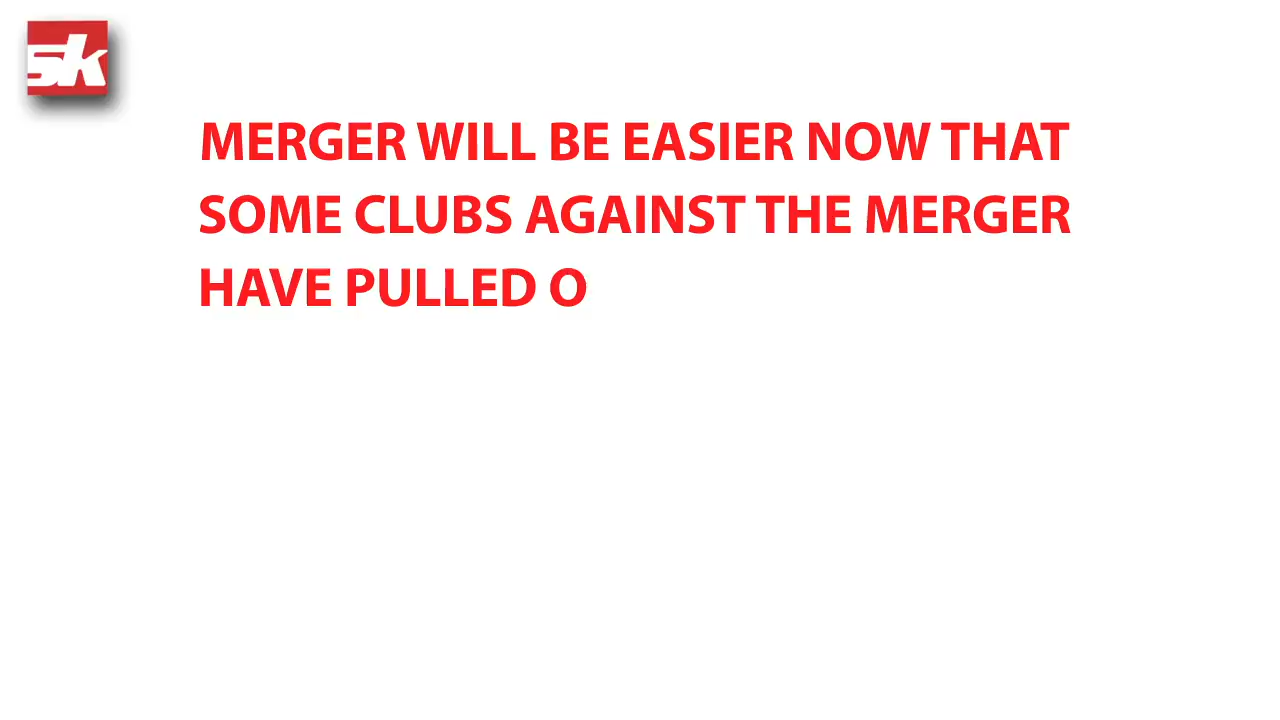 sk
MERGER WILL BE EASIER NOW THAT
SOME CLUBS AGAINST THE MERGER
HAVE PULLED O